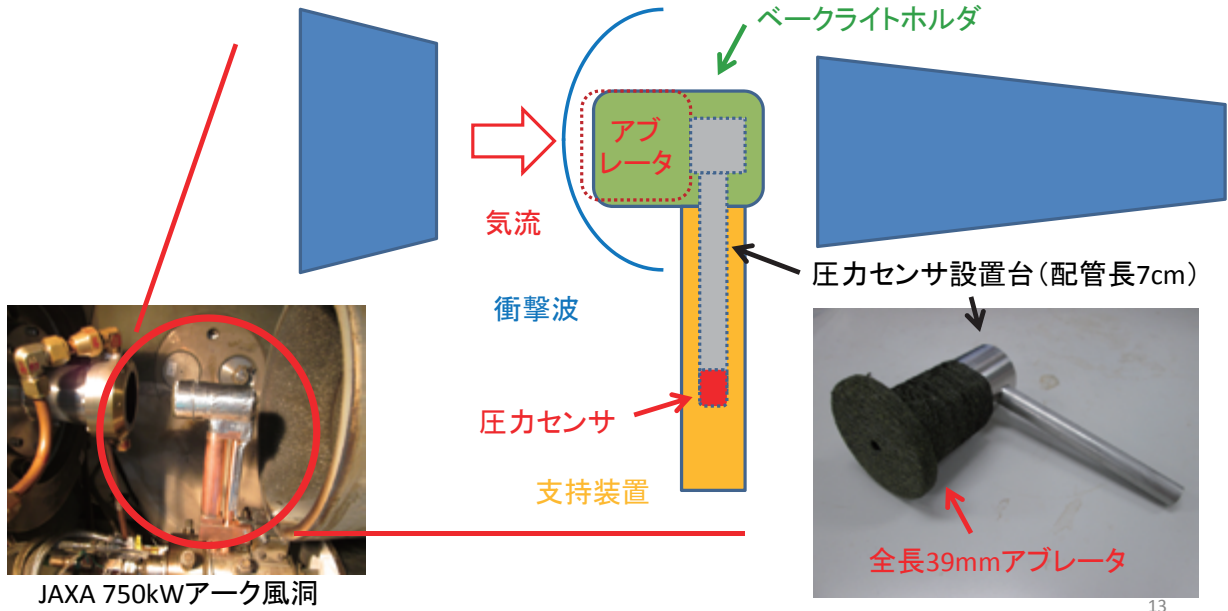 ベークライトホルダ
アブ
レータ
気流
圧力センサ設置台（配管長7cm）
衝撃波
圧力センサ
支持装置
全長39mmアブレータ
JAXA 750kWアーク風洞
13